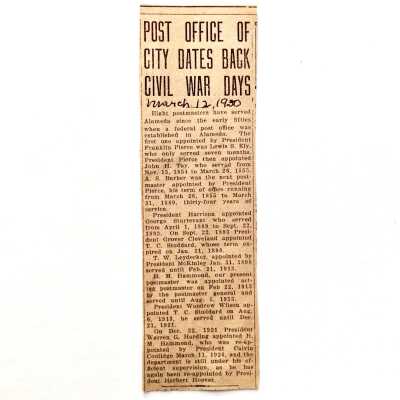 POST OFFICE OF
CITY DATES BACK
CIVIL WAR DAYS
March 12, 1930
Eight postmasters have served
Alameda since the early fifties
when a federal post office was
established in Alameda. The
first one appointed by President
Franklin Pierce was Lewis S. Kly,
who only served seven months.
President Pierce then appointed
John H. Tay, who served from
Nov. 13, 1854 to March 26, 1855.
A. S. Barber was the next post-
master appointed by President
Pierce, his term of office running
from March 26, 1855 to March
31, 1889, thirty-four years of
service.
President Harrison appointed
George Sturtevant who served
from April 1, 1889 to Sept. 22,
1893. On Sept. 22, 1893 Presi-
dent Grover Cleveland appointed
T. C. Stoddard, whose term ex-
pired on Jan. 31, 1898.
T. W. Leydecker, appointed by
President McKinley Jan. 31, 1898
served until Feb. 21, 1913.
H. M. Hammond, our present
postmaster was appointed act-
ing postmaster on Feb 22, 1913
by the postmaster general and
served until Aug. 5, 1913.
President Woodrow Wilson ap-
pointed T. C. Stoddard on Aug.
6, 1913, he served until Dec.
21, 1921.
On Dec. 22, 1921 President
Warren G. Harding appointed H.
M. Hammond, who was re-ap-
pointed by President Calvin
Coolidge March 11, 1924, and the
department is still under his ef-
ficient supervision, as he has
again been re-appointed by Presi-
dent Herbert Hoover.